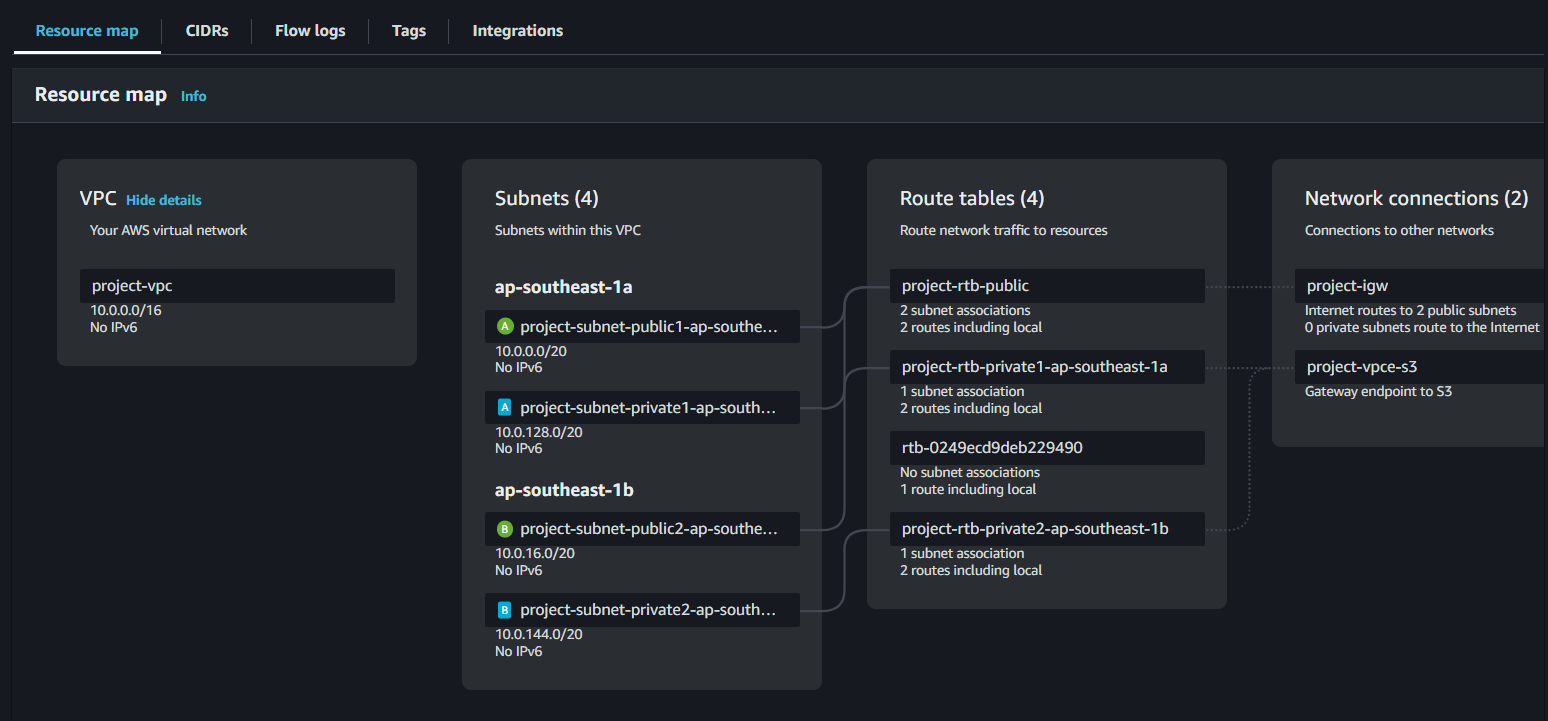 Resource map
CIDRs
Flow logs
Tags
Integrations
Resource map Info
VPC Hide details
Your AWS virtual network
project-vpc
10.0.0.0/16
No IPv6
Subnets (4)
Subnets within this VPC
ap-southeast-1a
A project-subnet-public1-ap-southe...
10.0.0.0/20
No IPv6
A project-subnet-private1-ap-south...
10.0.128.0/20
No IPv6
ap-southeast-1b
B project-subnet-public2-ap-southe...
10.0.16.0/20
No IPv6
B project-subnet-private2-ap-south...
10.0.144.0/20
No IPv6
Route tables (4)
Route network traffic to resources
project-rtb-public
2 subnet associations
2 routes including local
project-rtb-private1-ap-southeast-1a
1 subnet association
2 routes including local
rtb-0249ecd9deb229490
No subnet associations
1 route including local
project-rtb-private2-ap-southeast-1b
1 subnet association
2 routes including local
Network connections (2)
Connections to other networks
project-igw
Internet routes to 2 public subnets
0 private subnets route to the Internet
project-vpce-s3
Gateway endpoint to S3